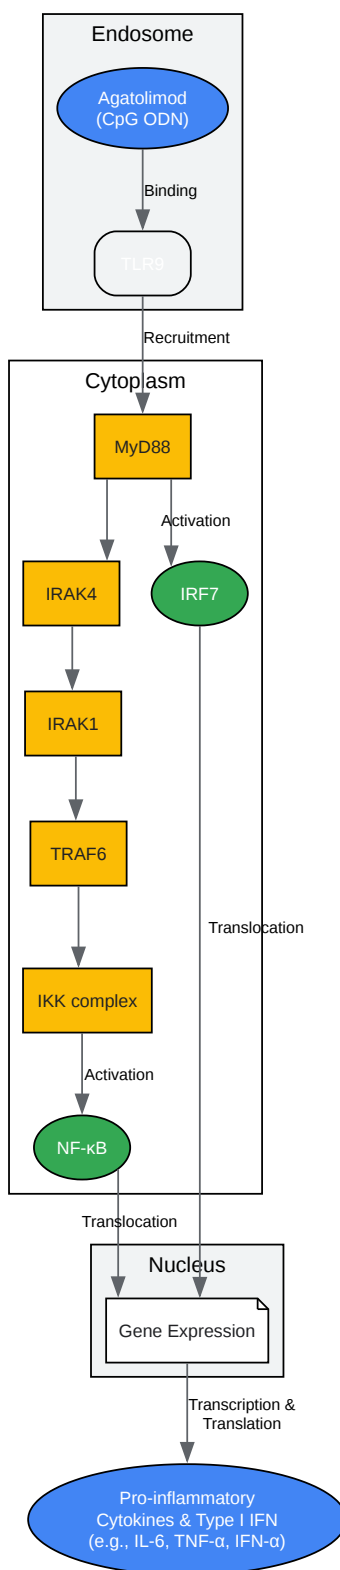 Endosome
Agatolimod
(CpG ODN)
Binding
TLR9
Recruitment
Cytoplasm
MyD88
Activation
IRAK4
IRF7
IRAK1
TRAF6
Translocation
IKK complex
Activation
NF-κB
Translocation
Nucleus
Gene Expression
Transcription &
Translation
Pro-inflammatory
Cytokines & Type I IFN
(e.g., IL-6, TNF-α, IFN-α)